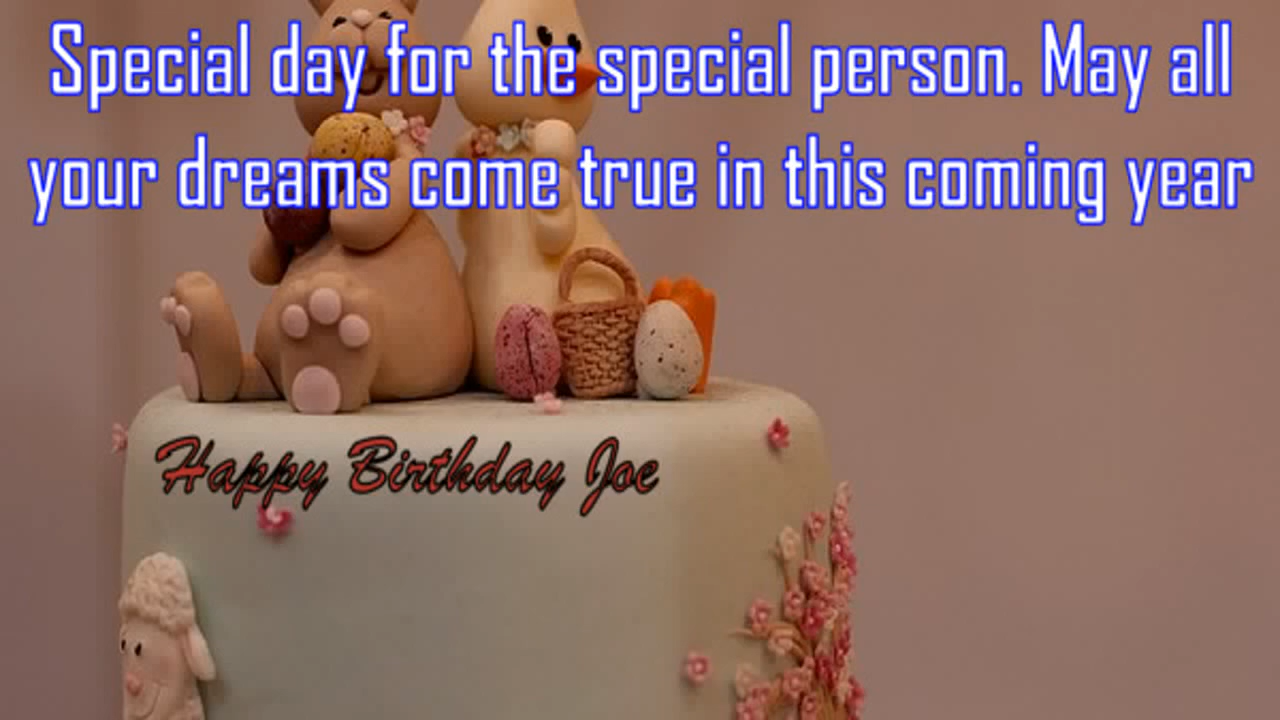 Special day for the special person. May all
your dreams come true in this coming year
Happy Birthday Joe